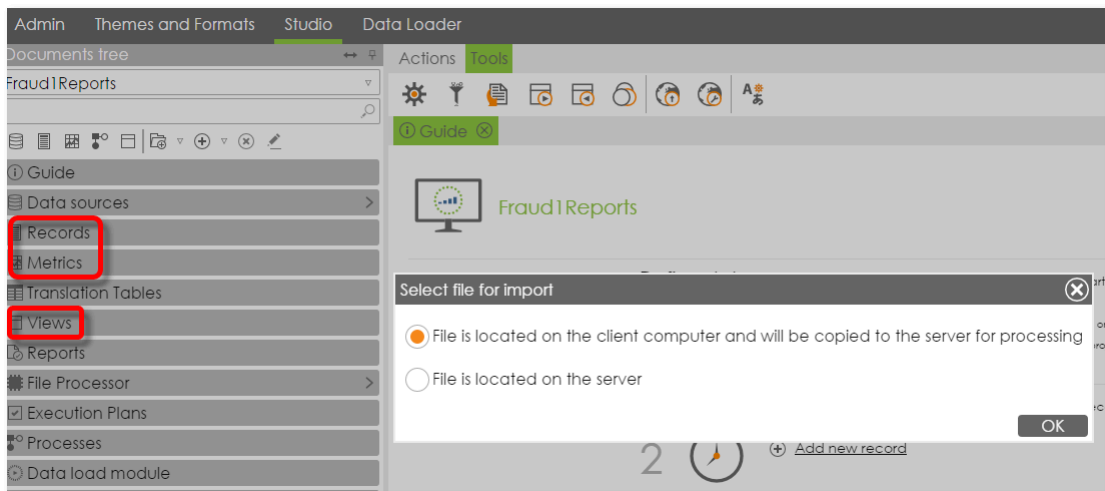 Admin Themes and Formats Studio Data Loader
Documents tree
Fraud1Reports
Guide
Data sources
Records
Metrics
Translation Tables
Views
Reports
File Processor
Execution Plans
Processes
Data load module
Actions Tools
Guide
Fraud1Reports
Select file for import
File is located on the client computer and will be copied to the server for processing
File is located on the server
OK
2
Add new record